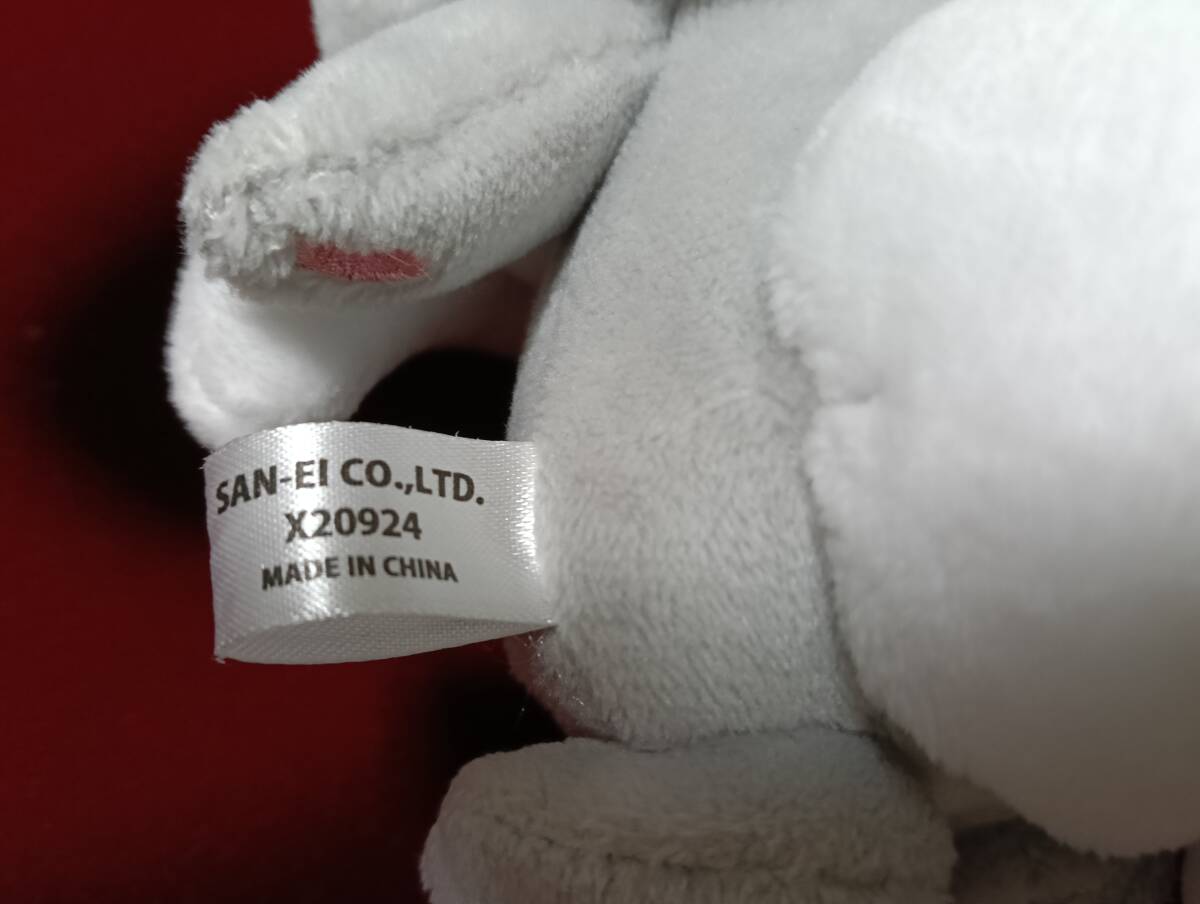 SAN-EI CO.,LTD.
X20924
MADE IN CHINA